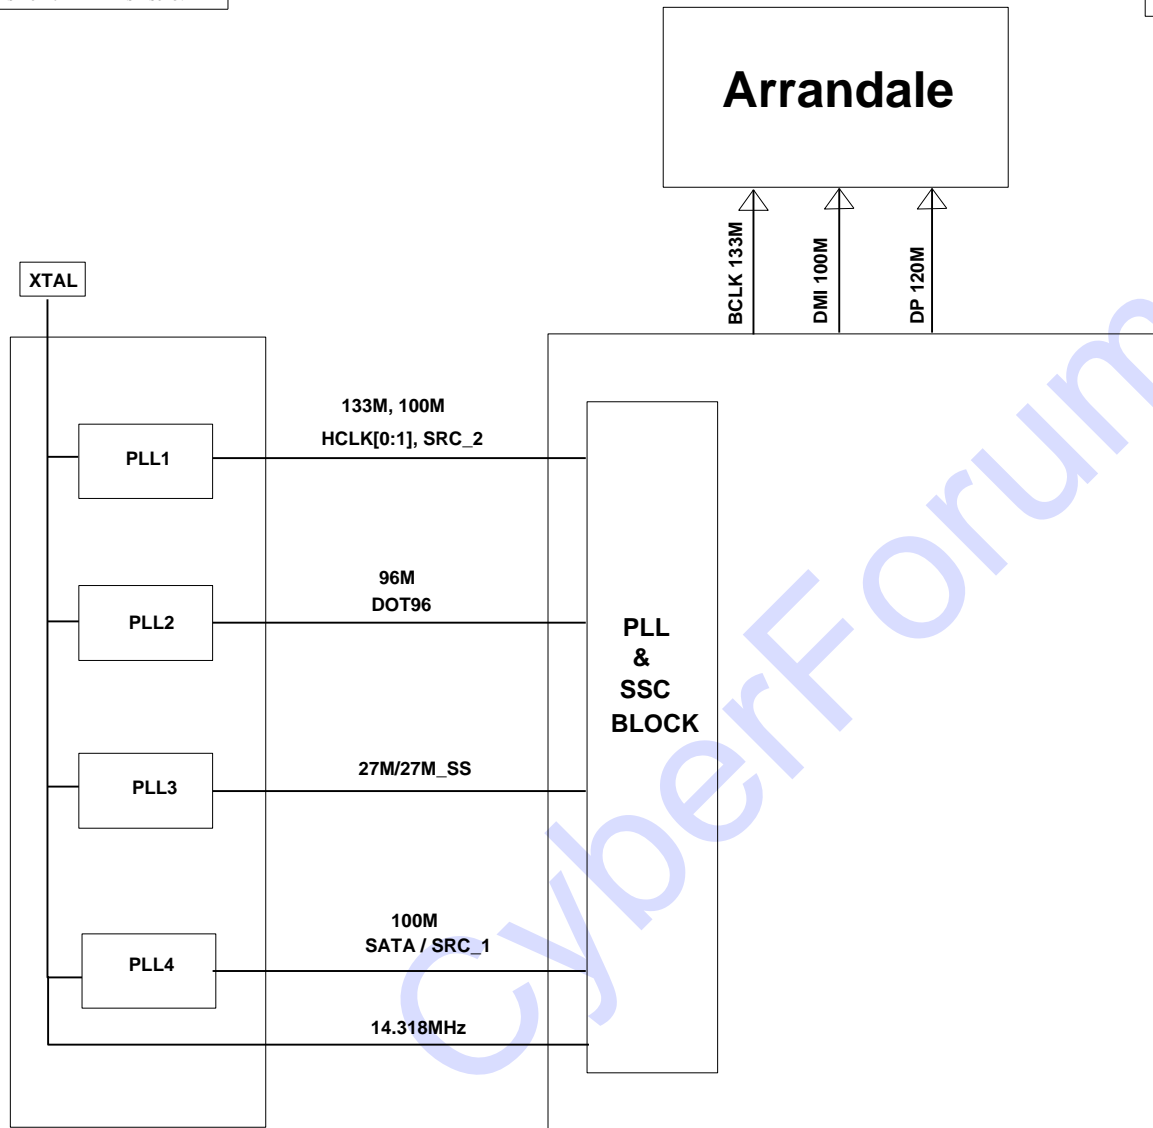 Arrandale
BCLK 133M
DMI 100M
DP 120M
XTAL
133M, 100M
HCLK[0:1], SRC_2
PLL1
96M
DOT96
PLL2
PLL
&
SSC
BLOCK
27M/27M_SS
PLL3
100M
SATA / SRC_1
PLL4
14.318MHz
CyberForum